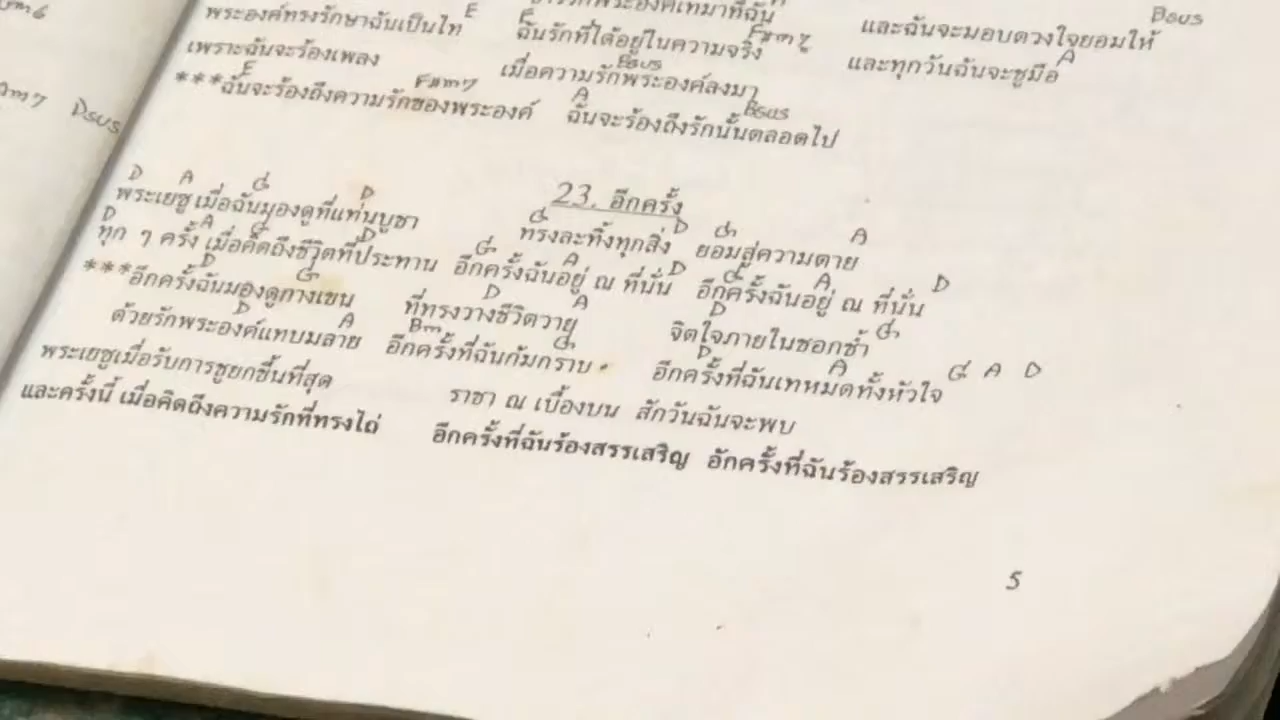 Bsus
พระองค์ทรงรักษาฉันเป็นไท ฉันรักที่ได้อยู่ในความจริง และฉันจะมอบดวงใจยอมให้
E E F#m7 A
เพราะฉันจะร้องเพลง เมื่อความรักพระองค์ลงมา และทุกวันฉันจะชูมือ
E F#m7 A Bsus
***ฉันจะร้องถึงความรักของพระองค์ ฉันจะร้องถึงรักนั้นตลอดไป
Dsus
23. อีกครั้ง
D A G D G D G A
พระเยซู เมื่อฉันมองดูที่แท่นบูชา ทรงละทิ้งทุกสิ่ง ยอมสู่ความตาย
D A G D G A D G A D
ทุก ๆ ครั้ง เมื่อคิดถึงชีวิตที่ประทาน อีกครั้งฉันอยู่ ณ ที่นั่น อีกครั้งฉันอยู่ ณ ที่นั่น
D G D A D G
***อีกครั้งฉันมองดูกางเขน ที่ทรงวางชีวิตวายุ จิตใจภายในชอกช้ำ
D A Bm G D A G A D
ด้วยรักพระองค์แทบมลาย อีกครั้งที่ฉันก้มกราบ อีกครั้งที่ฉันเทหมดทั้งหัวใจ
พระเยซูเมื่อรับการชูยกขึ้นที่สุด ราชา ณ เบื้องบน สักวันฉันจะพบ
และครั้งนี้ เมื่อคิดถึงความรักที่ทรงไถ่ อีกครั้งที่ฉันร้องสรรเสริญ อักครั้งที่ฉันร้องสรรเสริญ
5